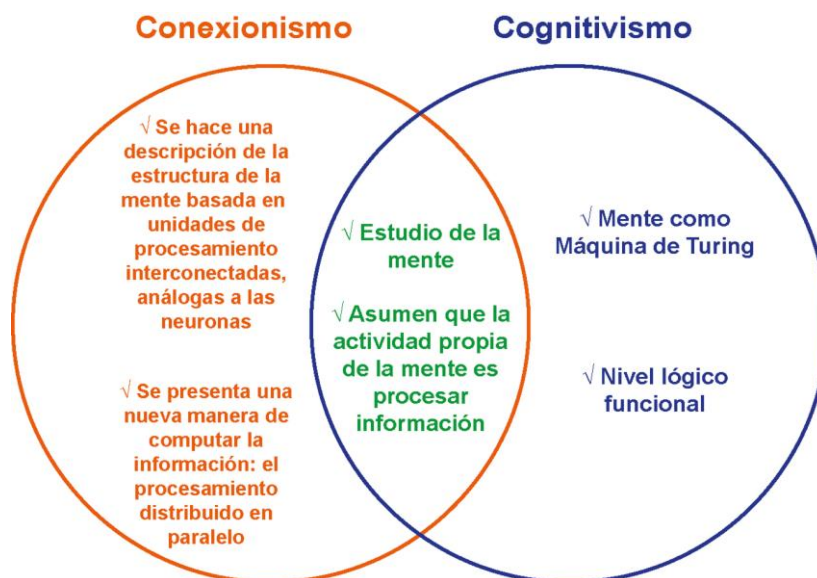 Conexionismo
Cognitivismo
√ Se hace una
descripción de la
estructura de la
mente basada en
unidades de
procesamiento
interconectadas,
análogas a las
neuronas
√ Se presenta una
nueva manera de
computar la
información: el
procesamiento
distribuido en
paralelo
√ Estudio de la
mente
√ Asumen que la
actividad propia
de la mente es
procesar
información
√ Mente como
Máquina de Turing
√ Nivel lógico
funcional